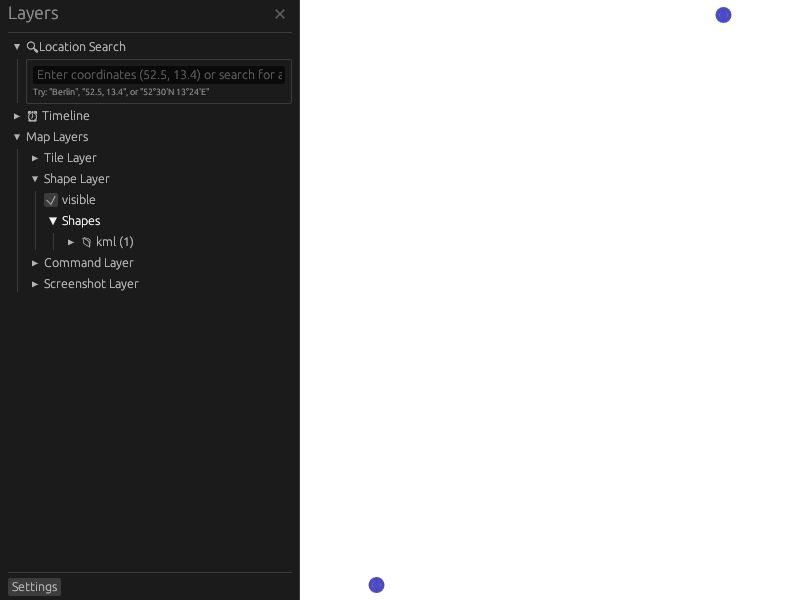 Layers
Location Search
Enter coordinates (52.5, 13.4) or search for a
Try: "Berlin", "52.5, 13.4", or "52°30'N 13°24'E"
Timeline
Map Layers
Tile Layer
Shape Layer
visible
Shapes
kml (1)
Command Layer
Screenshot Layer
Settings